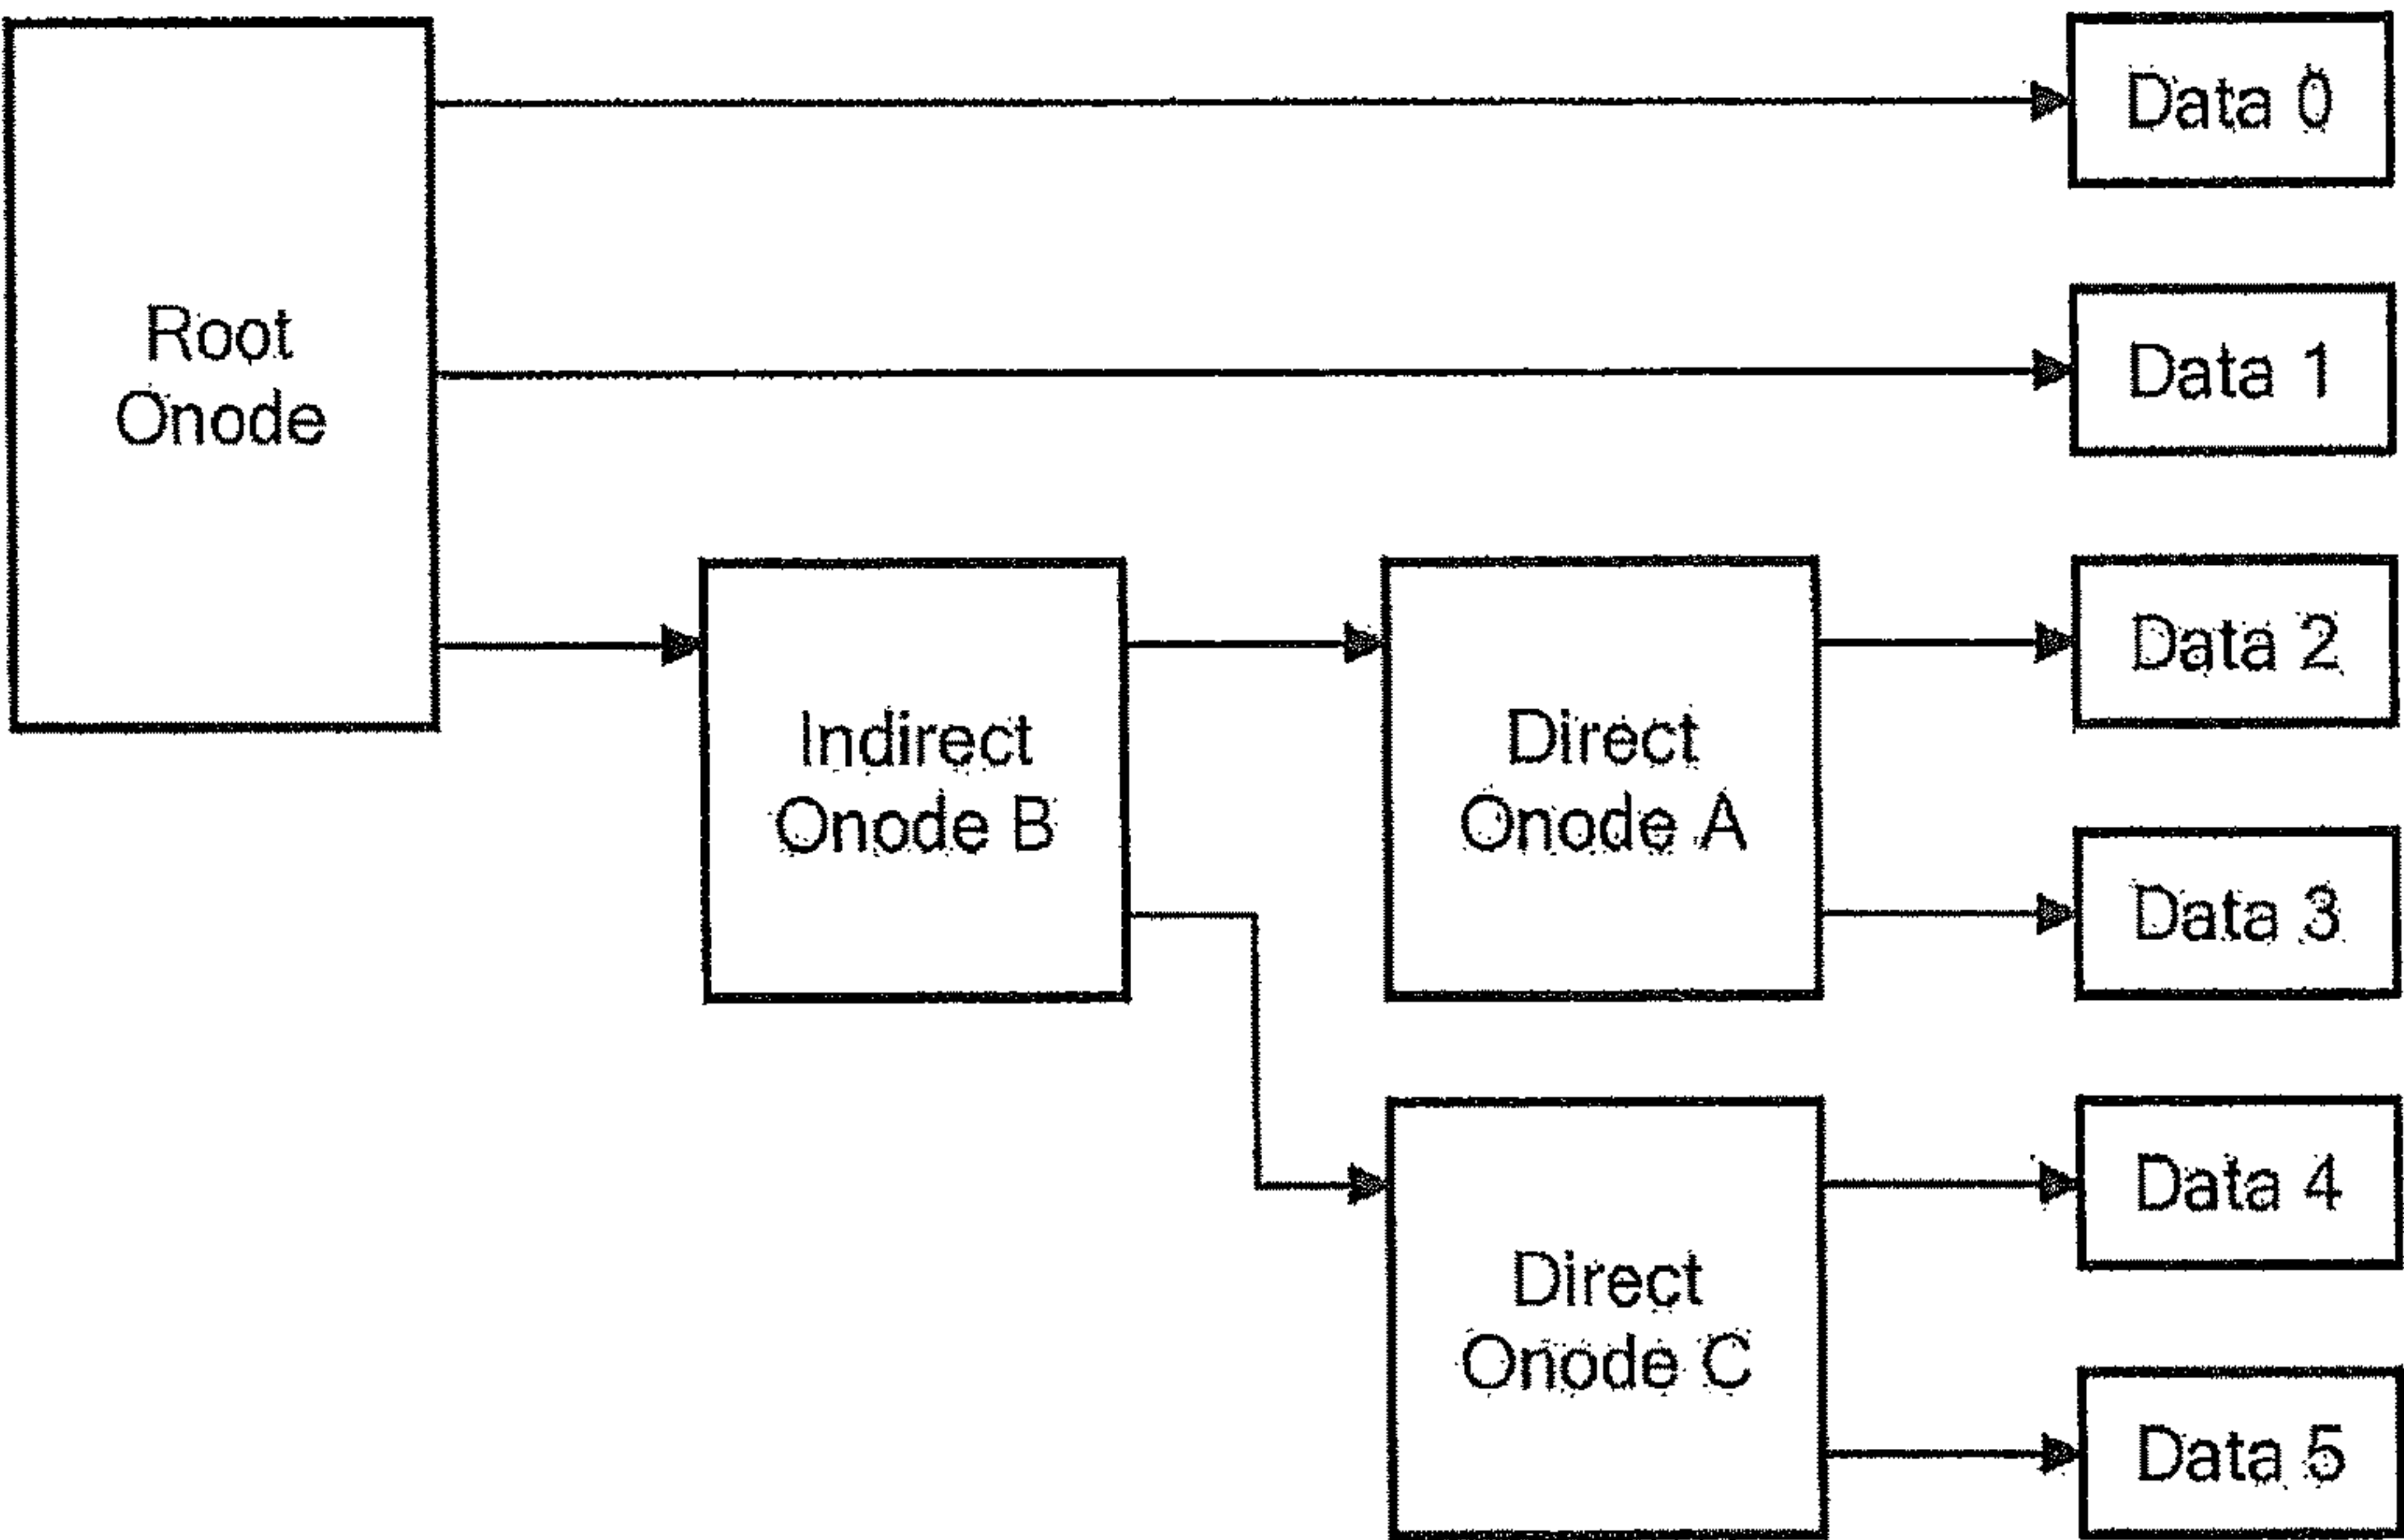 Data 0
Root
Onode
Data 1
Indirect
Onode B
Direct
Onode A
Data 2
Data 3
Direct
Onode C
Data 4
Data 5